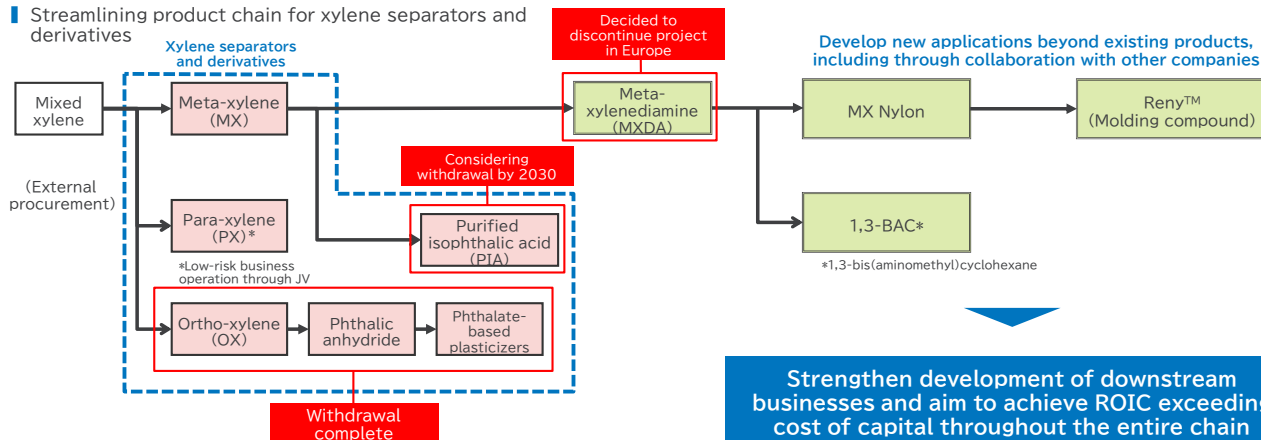 Streamlining product chain for xylene separators and
derivatives
Xylene separators
and derivatives
Decided to
discontinue project
in Europe
Develop new applications beyond existing products,
including through collaboration with other companies
Mixed
xylene
Meta-xylene
(MX)
Meta-
xylenediamine
(MXDA)
MX Nylon
Reny™
(Molding compound)
Considering
withdrawal by 2030
(External
procurement)
Para-xylene
(PX)*
Purified
isophthalic acid
(PIA)
1,3-BAC*
*Low-risk business
operation through JV
*1,3-bis(aminomethyl)cyclohexane
Ortho-xylene
(OX)
Phthalic
anhydride
Phthalate-
based
plasticizers
Withdrawal
complete
Strengthen development of downstream
businesses and aim to achieve ROIC exceeding
cost of capital throughout the entire chain